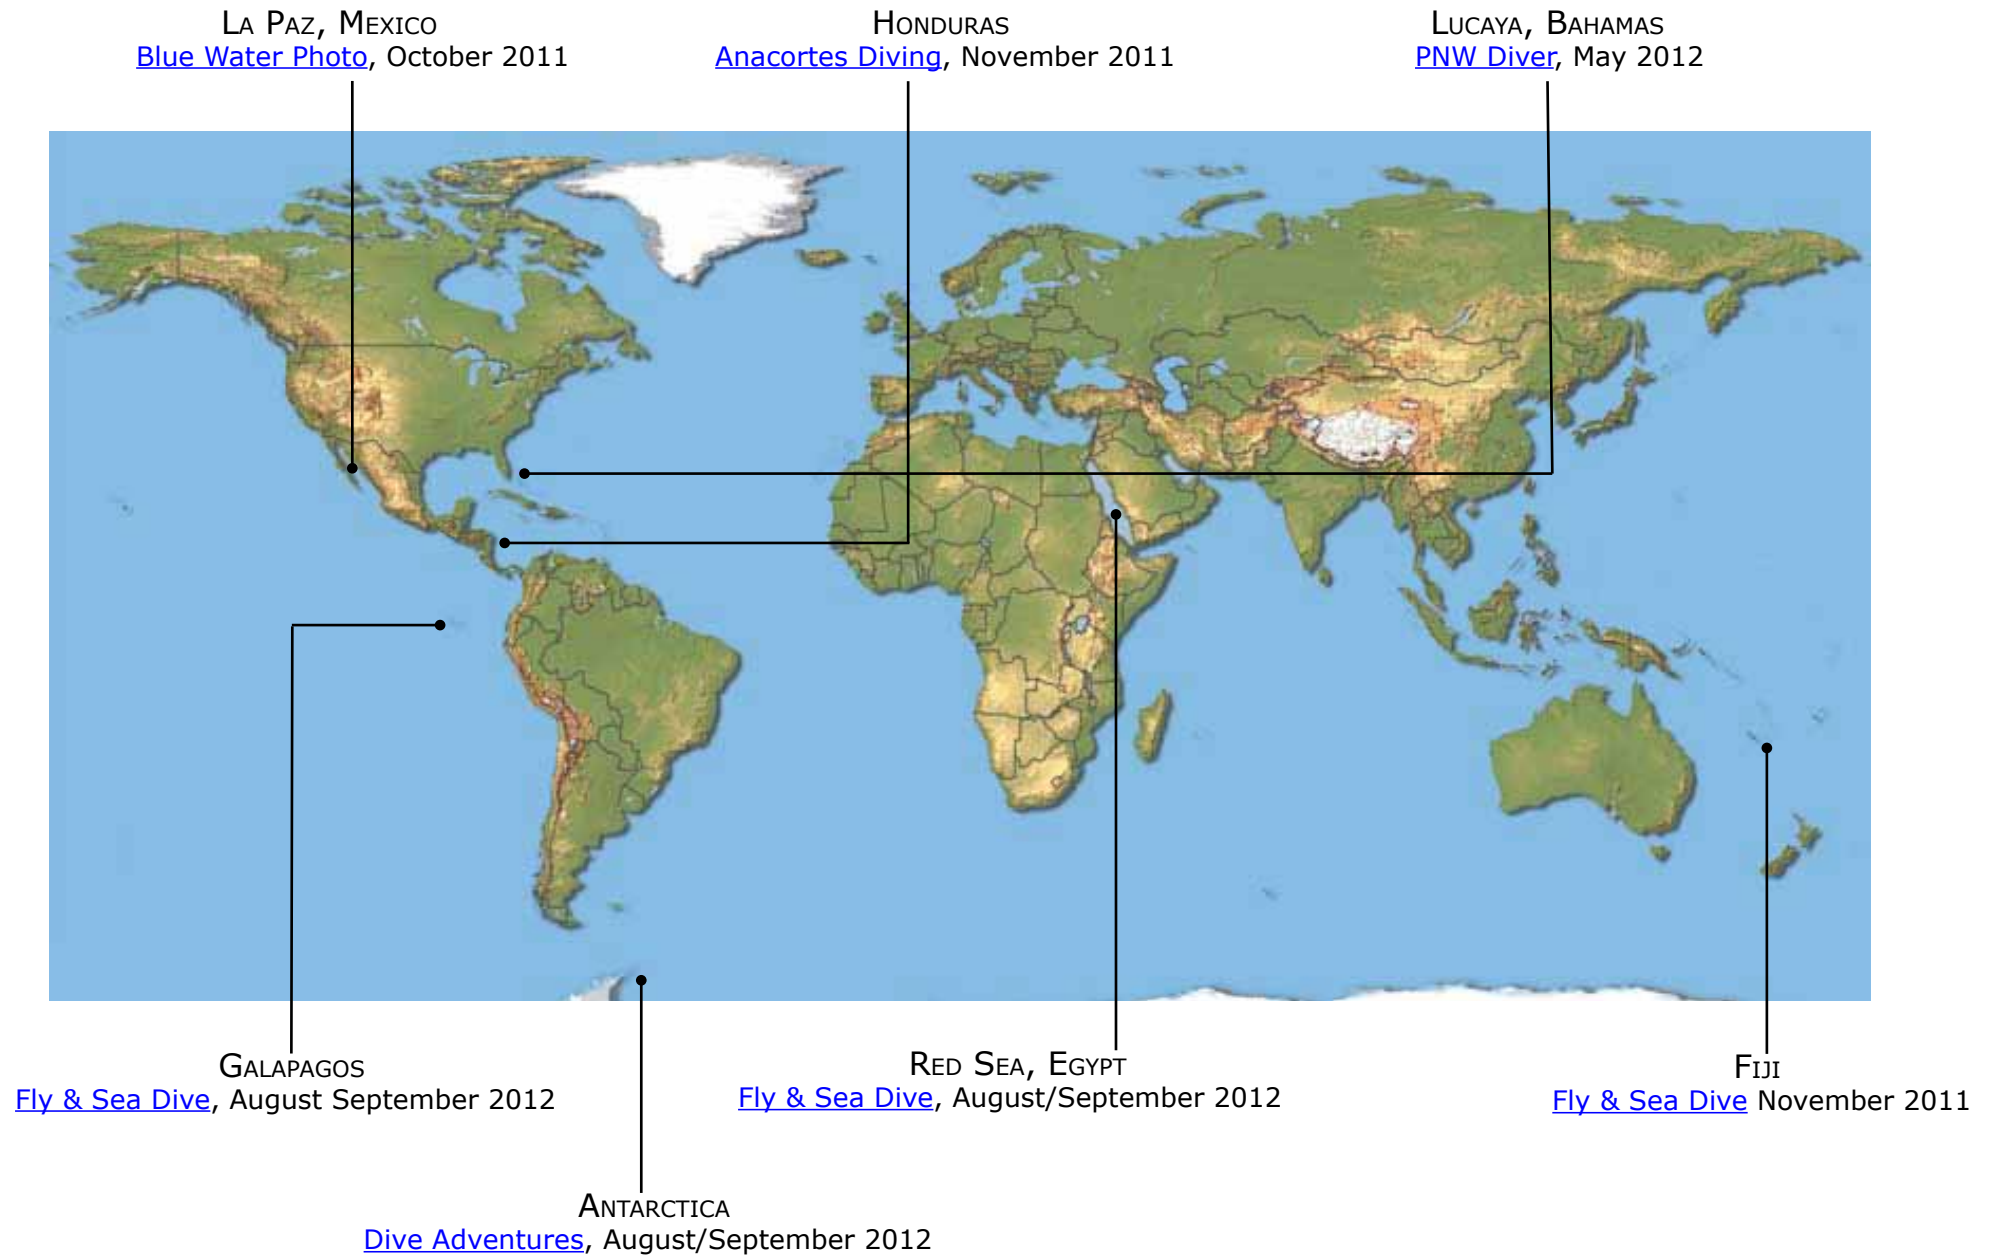 La Paz, Mexico
Blue Water Photo, October 2011
Honduras
Anacortes Diving, November 2011
Lucaya, Bahamas
PNW Diver, May 2012
Galapagos
Fly & Sea Dive, August September 2012
Red Sea, Egypt
Fly & Sea Dive, August/September 2012
Fiji
Fly & Sea Dive November 2011
Antarctica
Dive Adventures, August/September 2012